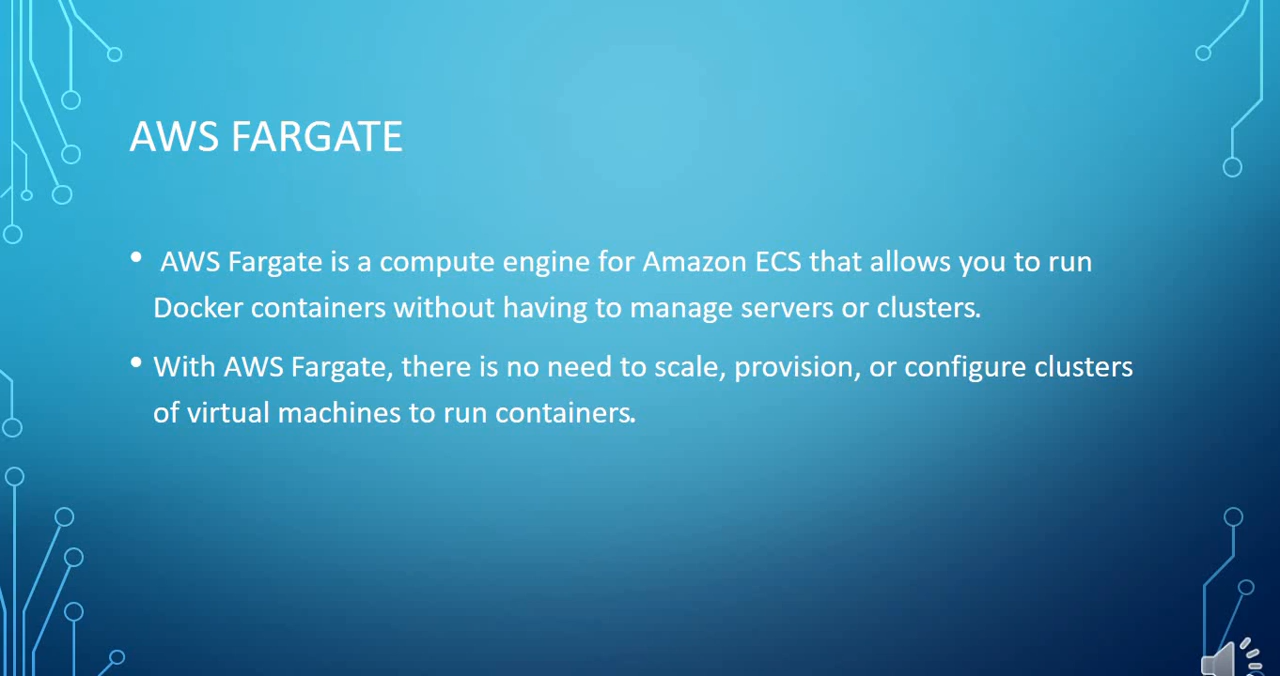 AWS FARGATE
• AWS Fargate is a compute engine for Amazon ECS that allows you to run
Docker containers without having to manage servers or clusters.
• With AWS Fargate, there is no need to scale, provision, or configure clusters
of virtual machines to run containers.